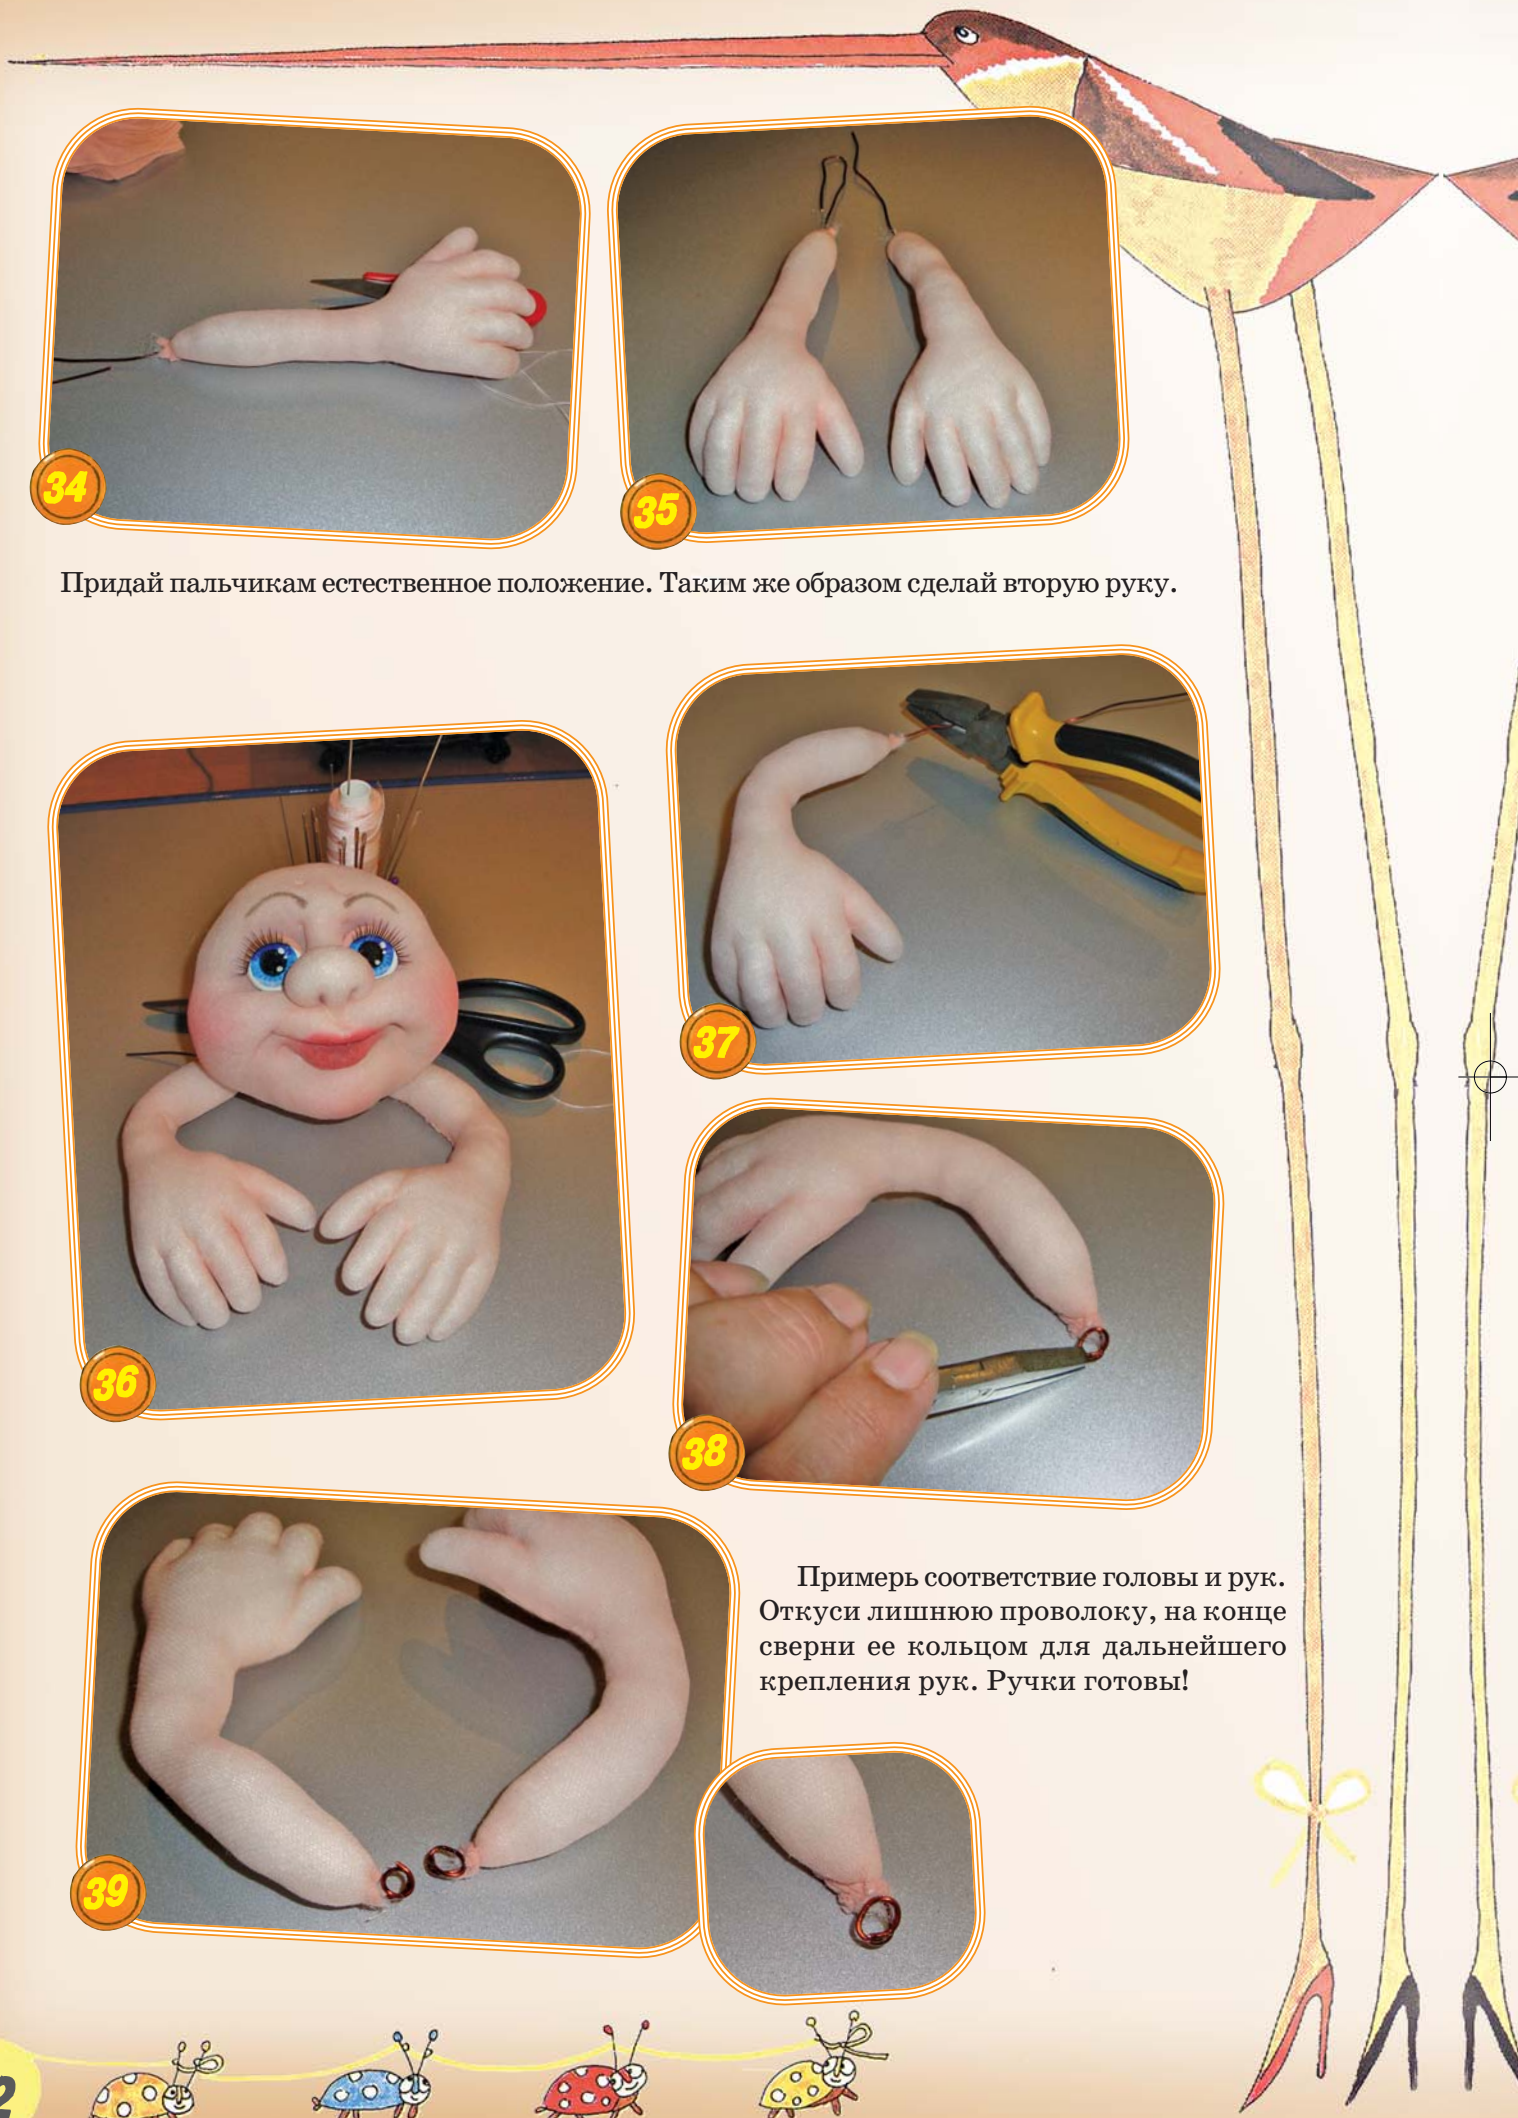 34
35
Придай пальчикам естественное положение. Таким же образом сделай вторую руку.
36
37
38
39
Примерь соответствие головы и рук.
Откуси лишнюю проволоку, на конце
сверни ее кольцом для дальнейшего
крепления рук. Ручки готовы!
2